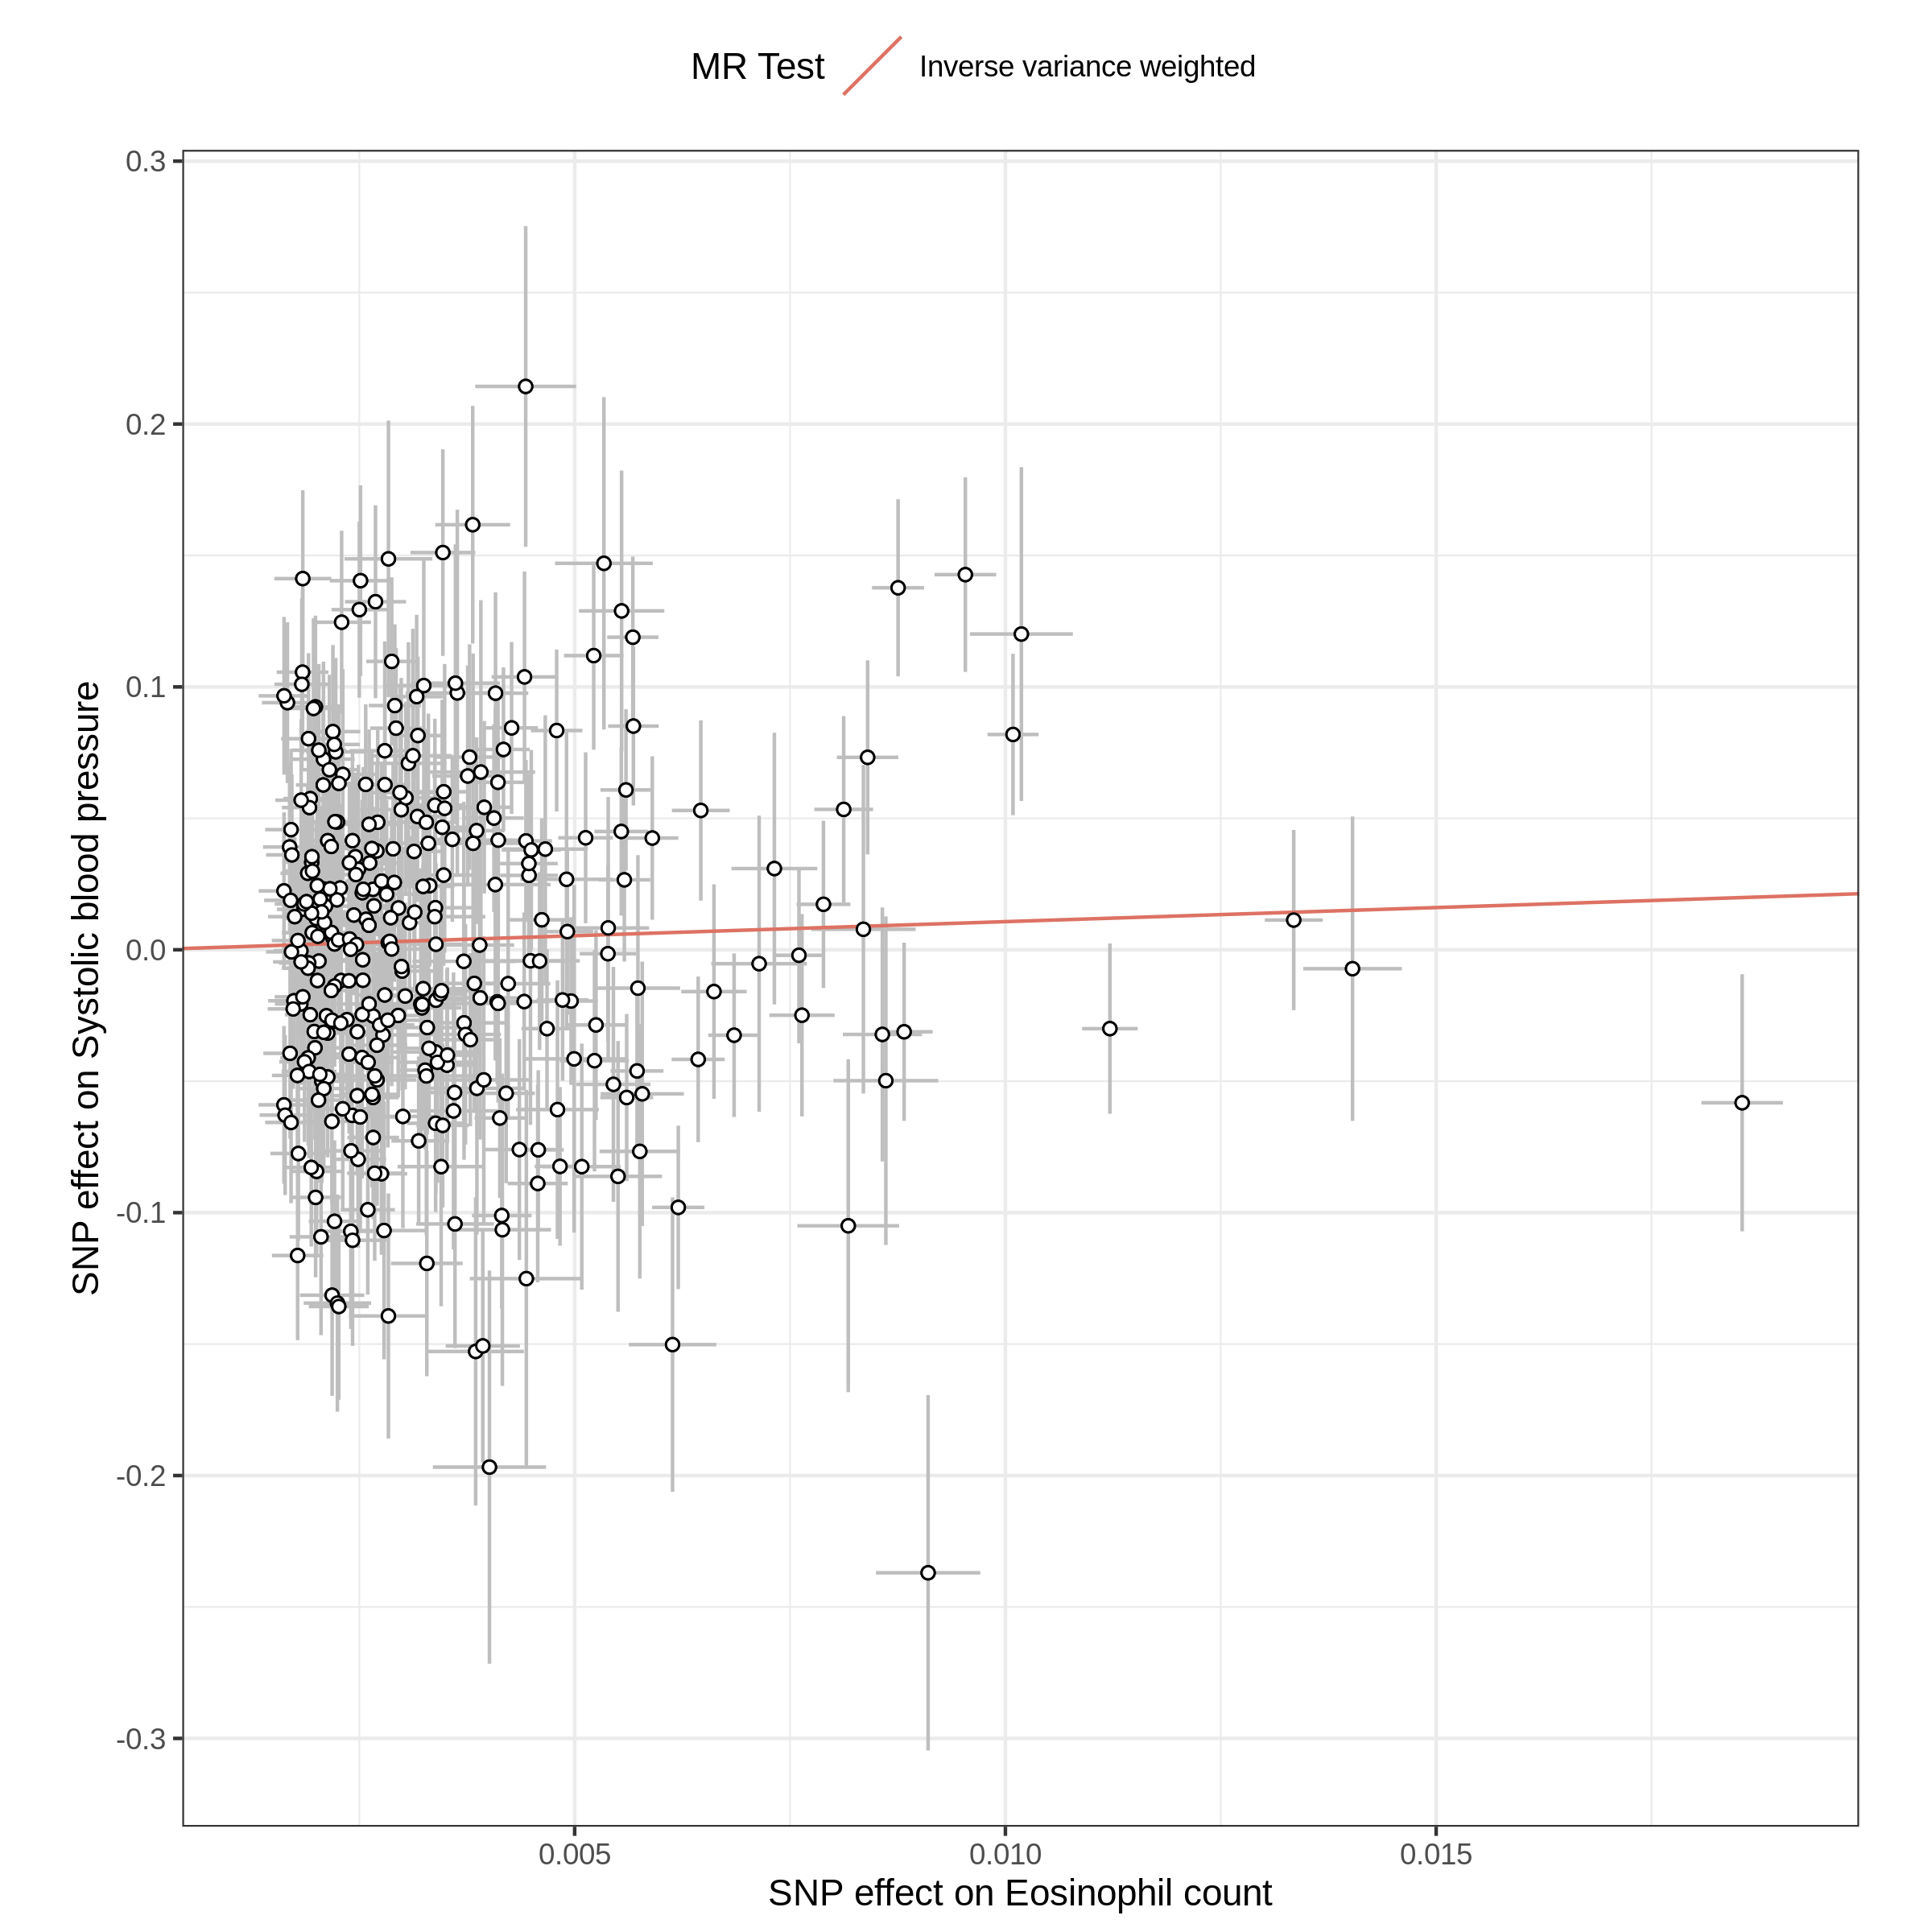 MR Test Inverse variance weighted
0.3
0.2
0.1
0.0
-0.1
-0.2
-0.3
SNP effect on Systolic blood pressure
0.005 0.010 0.015
SNP effect on Eosinophil count